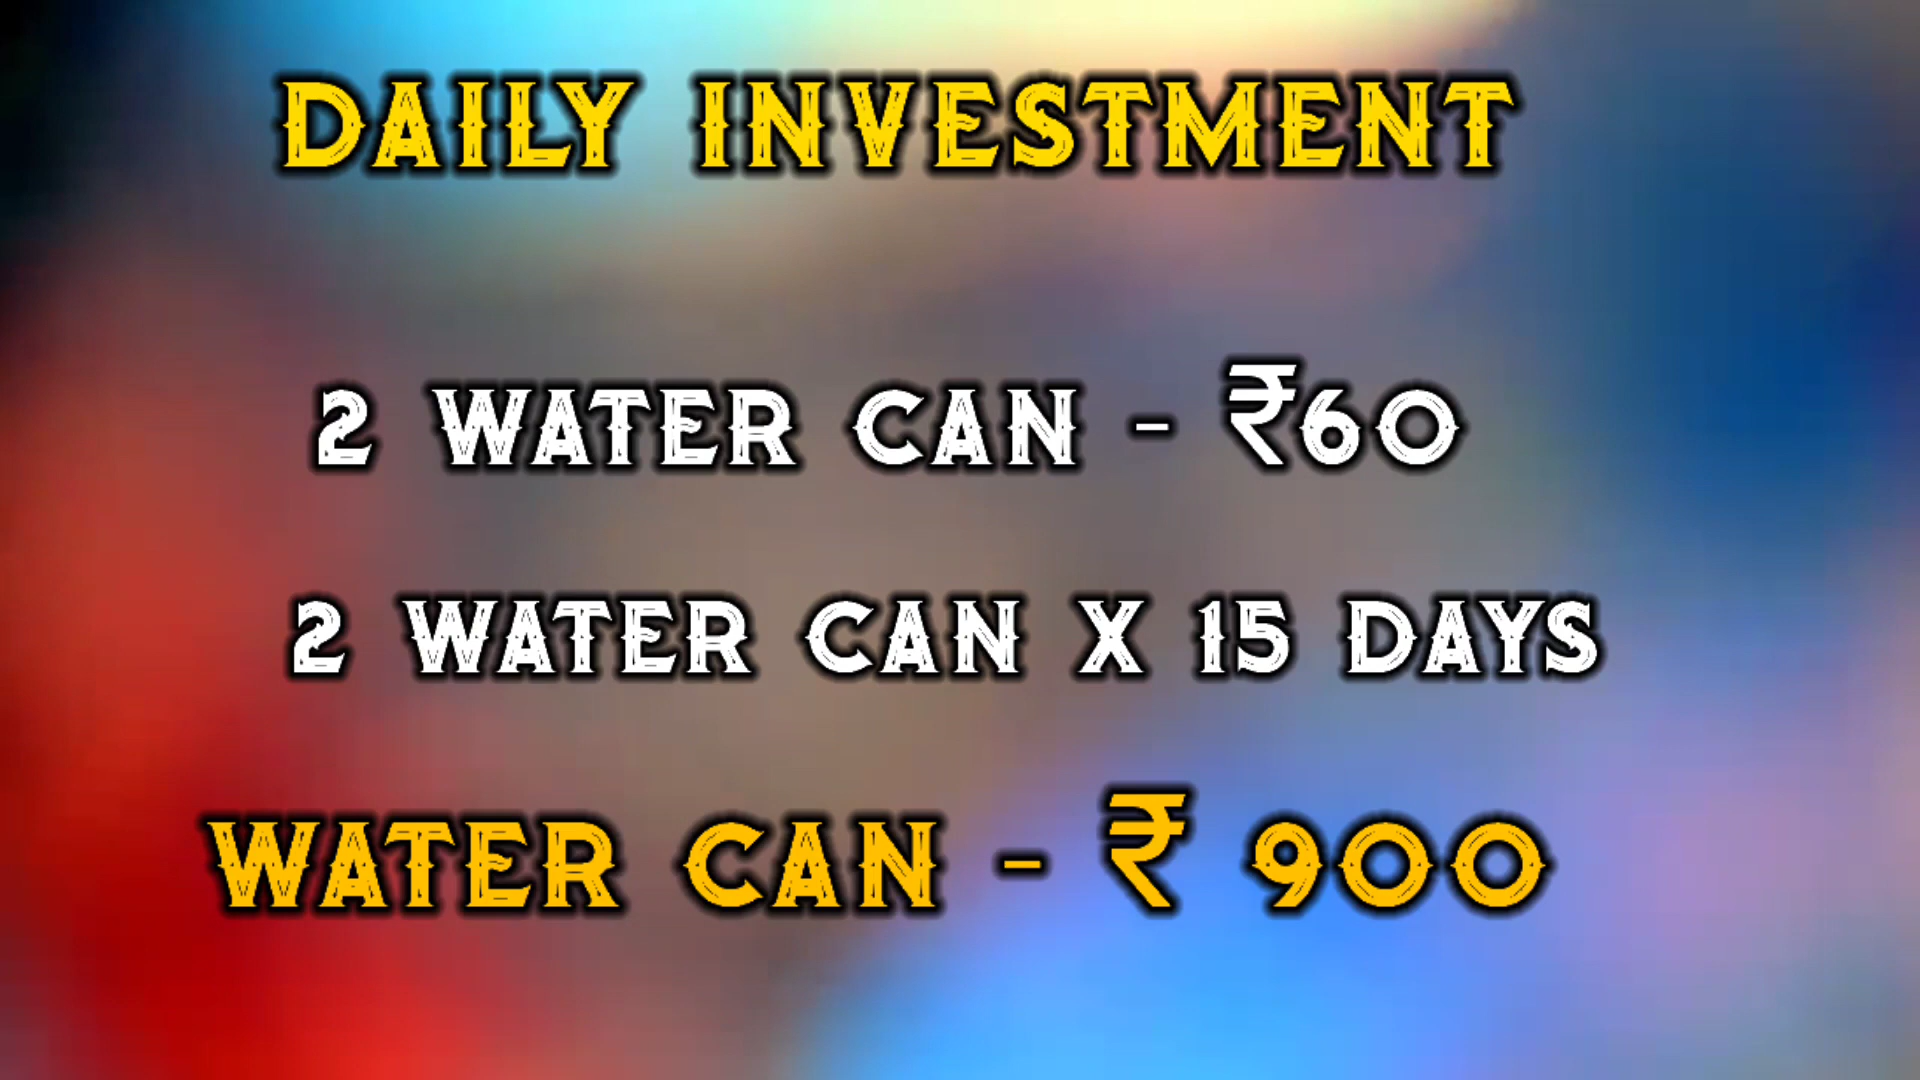 DAILY INVESTMENT
2 WATER CAN - ₹60
2 WATER CAN X 15 DAYS
WATER CAN - ₹ 900